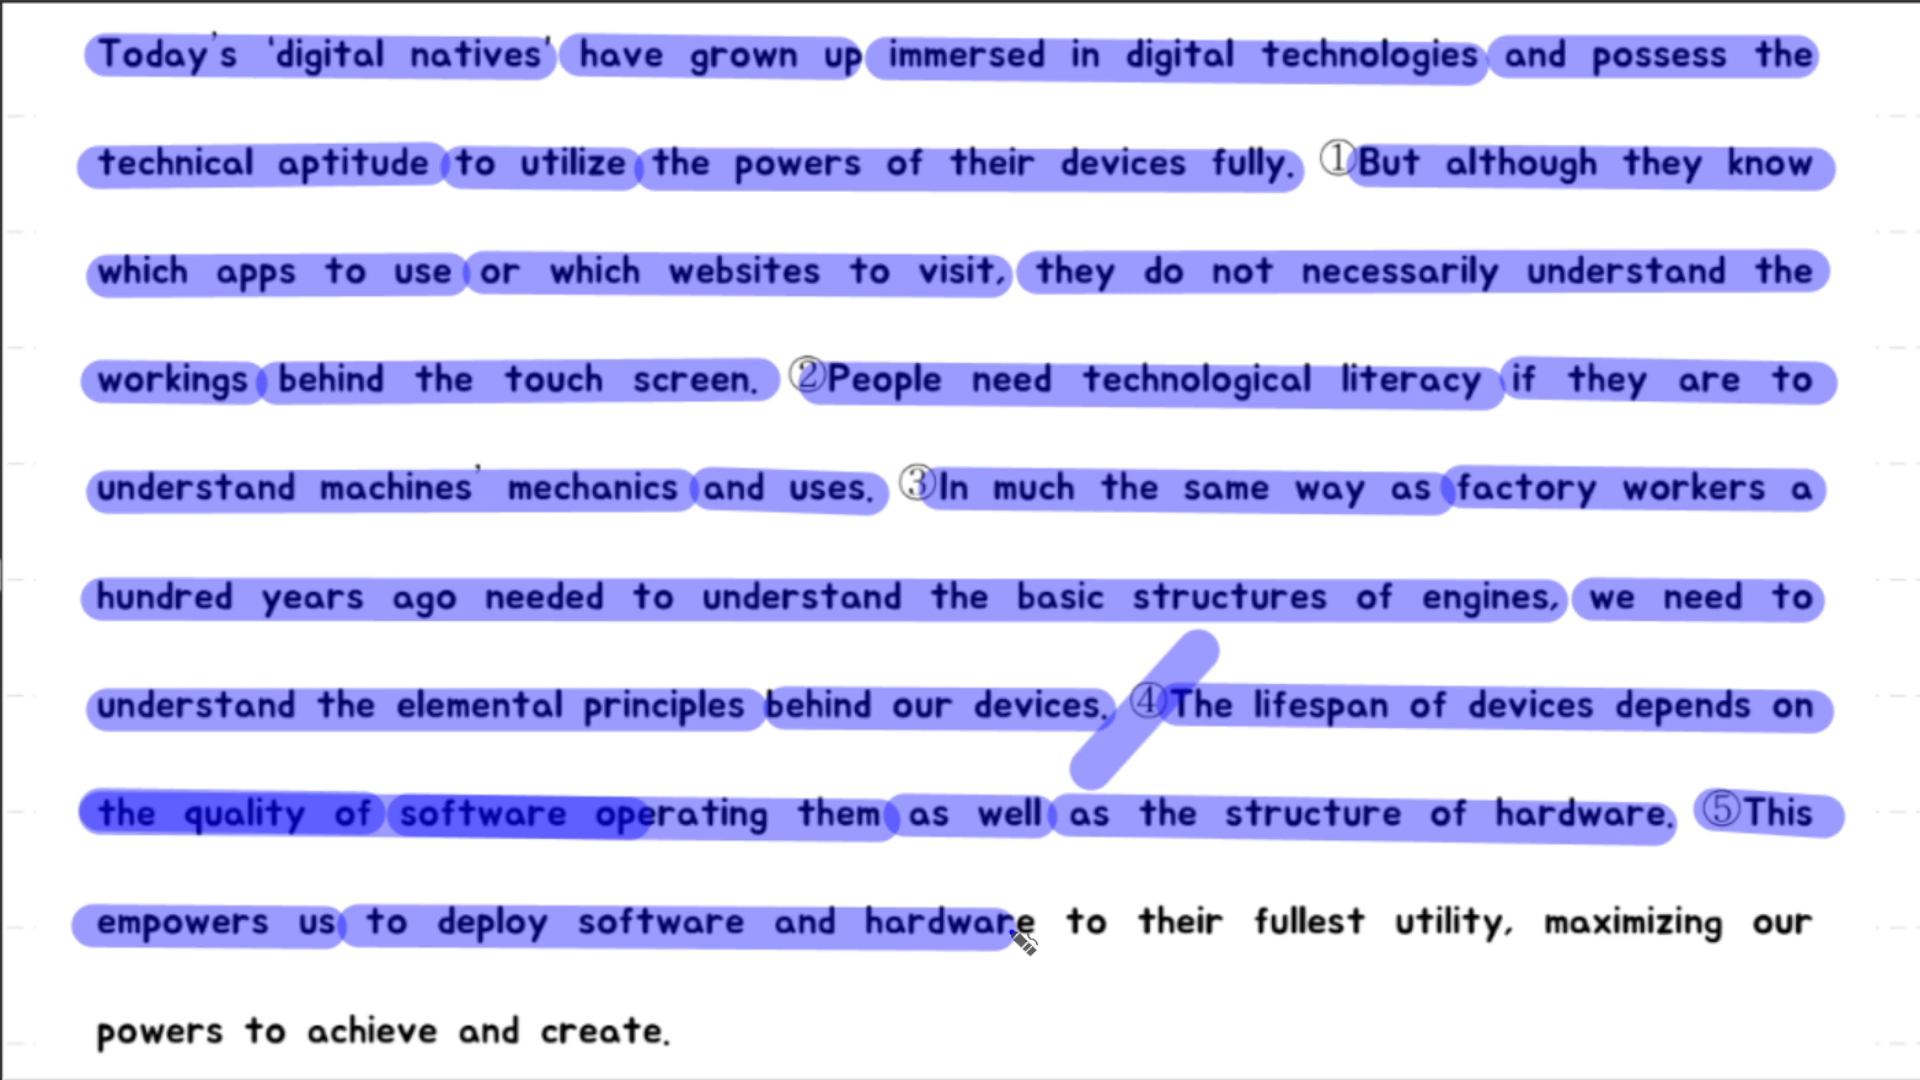 Today's 'digital natives' have grown up immersed in digital technologies and possess the
technical aptitude to utilize the powers of their devices fully. ①But although they know
which apps to use or which websites to visit, they do not necessarily understand the
workings behind the touch screen. ②People need technological literacy if they are to
understand machines' mechanics and uses. ③In much the same way as factory workers a
hundred years ago needed to understand the basic structures of engines, we need to
understand the elemental principles behind our devices. ④The lifespan of devices depends on
the quality of software operating them as well as the structure of hardware. ⑤This
empowers us to deploy software and hardware to their fullest utility, maximizing our
powers to achieve and create.